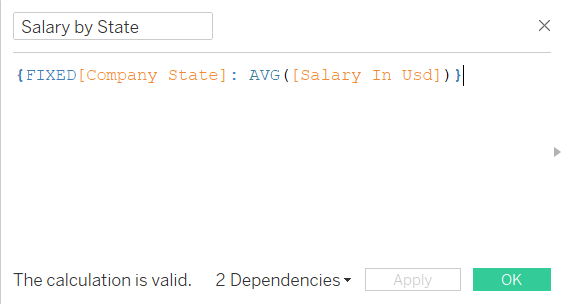 Salary by State
{FIXED[Company State]: AVG([Salary In Usd])}
The calculation is valid. 2 Dependencies Apply OK